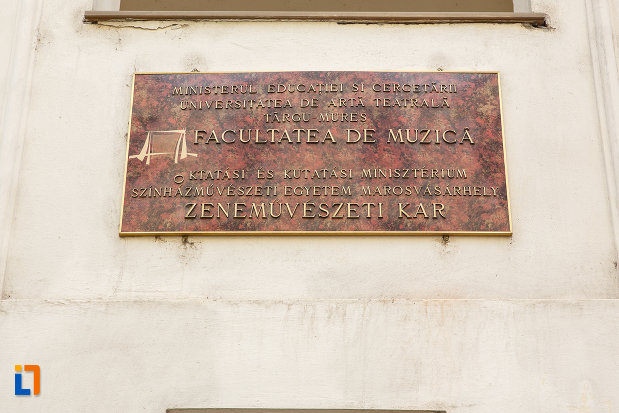 MINISTERUL EDUCAȚIEI SI CERCETĂRII
UNIVERSITATEA DE ARTĂ TEATRALĂ
TÂRGU-MUREȘ
FACULTATEA DE MUZICĂ
OKTATÁSI ÉS KUTATÁSI MINISZTÉRIUM
SZÍNHÁZMŰVÉSZETI EGYETEM MAROSVÁSÁRHELY
ZENEMŰVÉSZETI KAR